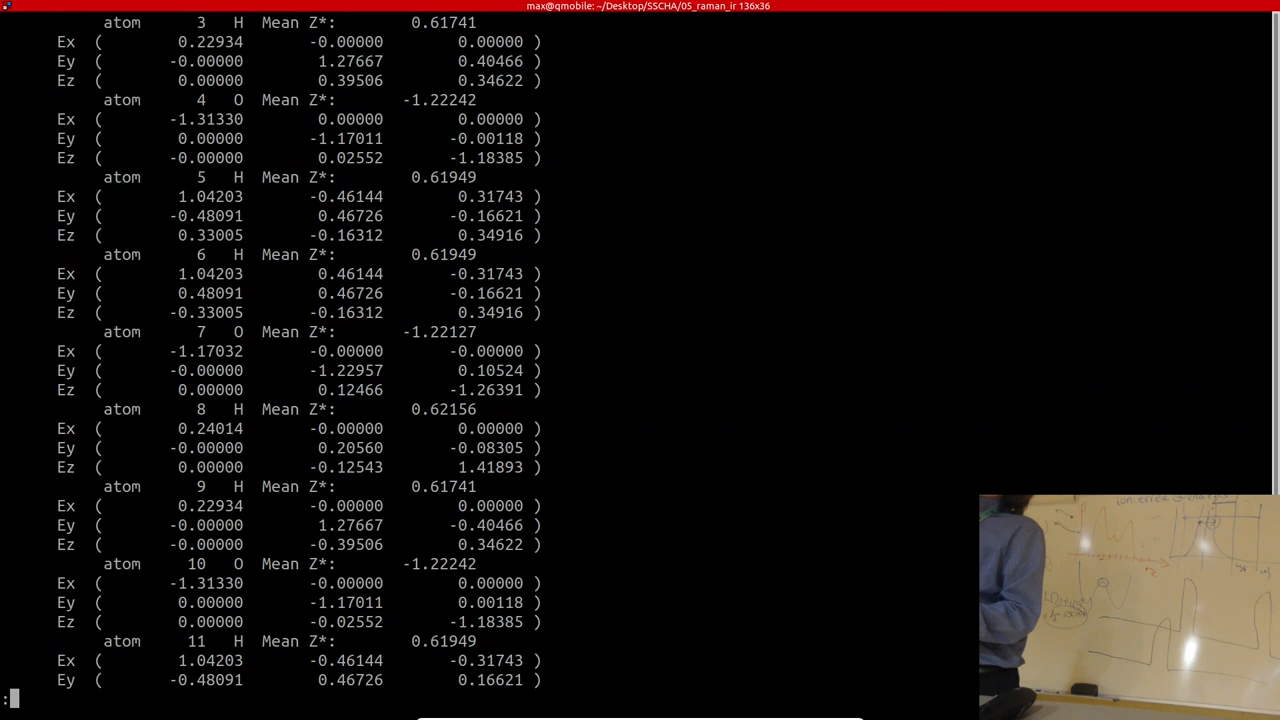 max@qmobile: ~/Desktop/SSCHA/05_raman_ir 136x36
atom 3 H Mean Z*: 0.61741
Ex ( 0.22934 -0.00000 0.00000 )
Ey ( -0.00000 1.27667 0.40466 )
Ez ( 0.00000 0.39506 0.34622 )
atom 4 O Mean Z*: -1.22242
Ex ( -1.31330 0.00000 0.00000 )
Ey ( 0.00000 -1.17011 -0.00118 )
Ez ( -0.00000 0.02552 -1.18385 )
atom 5 H Mean Z*: 0.61949
Ex ( 1.04203 -0.46144 0.31743 )
Ey ( -0.48091 0.46726 -0.16621 )
Ez ( 0.33005 -0.16312 0.34916 )
atom 6 H Mean Z*: 0.61949
Ex ( 1.04203 0.46144 -0.31743 )
Ey ( 0.48091 0.46726 -0.16621 )
Ez ( -0.33005 -0.16312 0.34916 )
atom 7 O Mean Z*: -1.22127
Ex ( -1.17032 -0.00000 -0.00000 )
Ey ( -0.00000 -1.22957 0.10524 )
Ez ( 0.00000 0.12466 -1.26391 )
atom 8 H Mean Z*: 0.62156
Ex ( 0.24014 -0.00000 0.00000 )
Ey ( -0.00000 0.20560 -0.08305 )
Ez ( 0.00000 -0.12543 1.41893 )
atom 9 H Mean Z*: 0.61741
Ex ( 0.22934 -0.00000 0.00000 )
Ey ( -0.00000 1.27667 -0.40466 )
Ez ( -0.00000 -0.39506 0.34622 )
atom 10 O Mean Z*: -1.22242
Ex ( -1.31330 -0.00000 0.00000 )
Ey ( 0.00000 -1.17011 0.00118 )
Ez ( -0.00000 -0.02552 -1.18385 )
atom 11 H Mean Z*: 0.61949
Ex ( 1.04203 -0.46144 -0.31743 )
Ey ( -0.48091 0.46726 0.16621 )
: